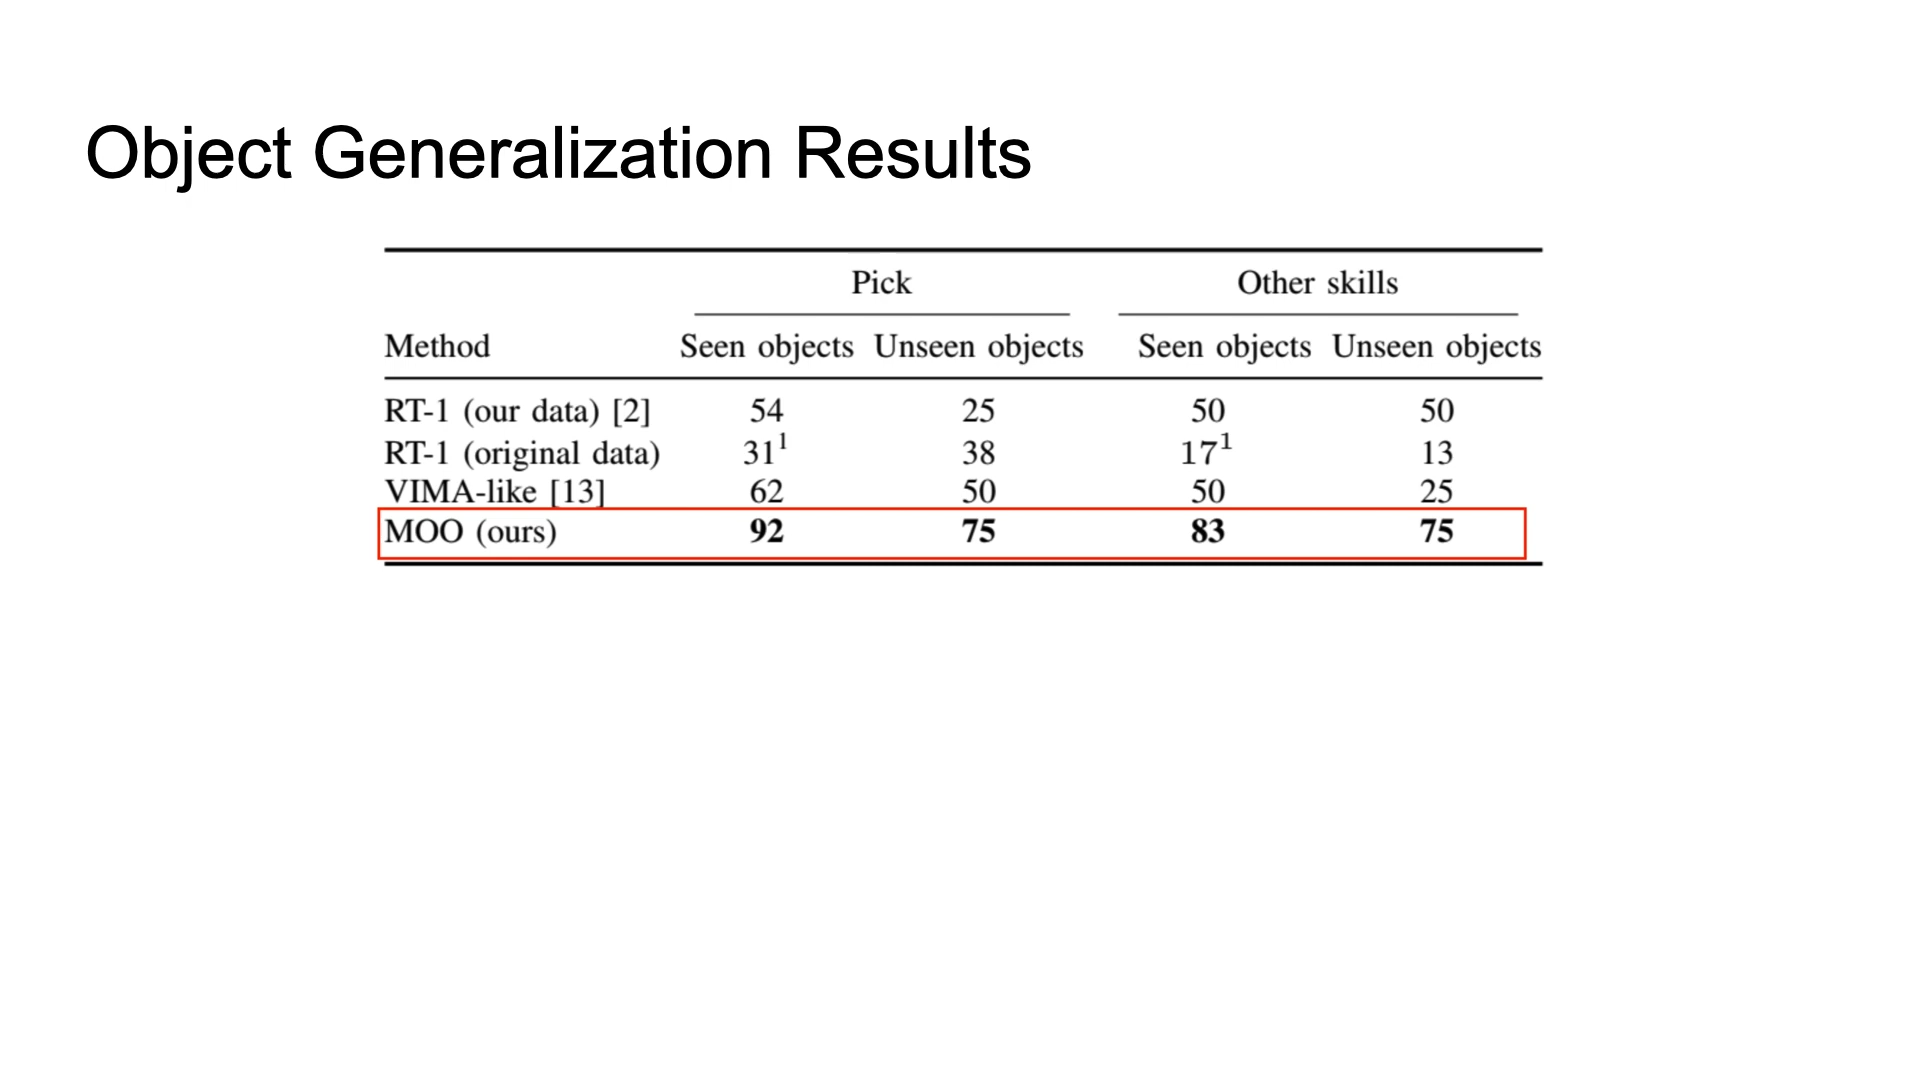 Object Generalization Results
Pick Other skills
Method Seen objects Unseen objects Seen objects Unseen objects
RT-1 (our data) [2] 54 25 50 50
RT-1 (original data) 31¹ 38 17¹ 13
VIMA-like [13] 62 50 50 25
MOO (ours) 92 75 83 75